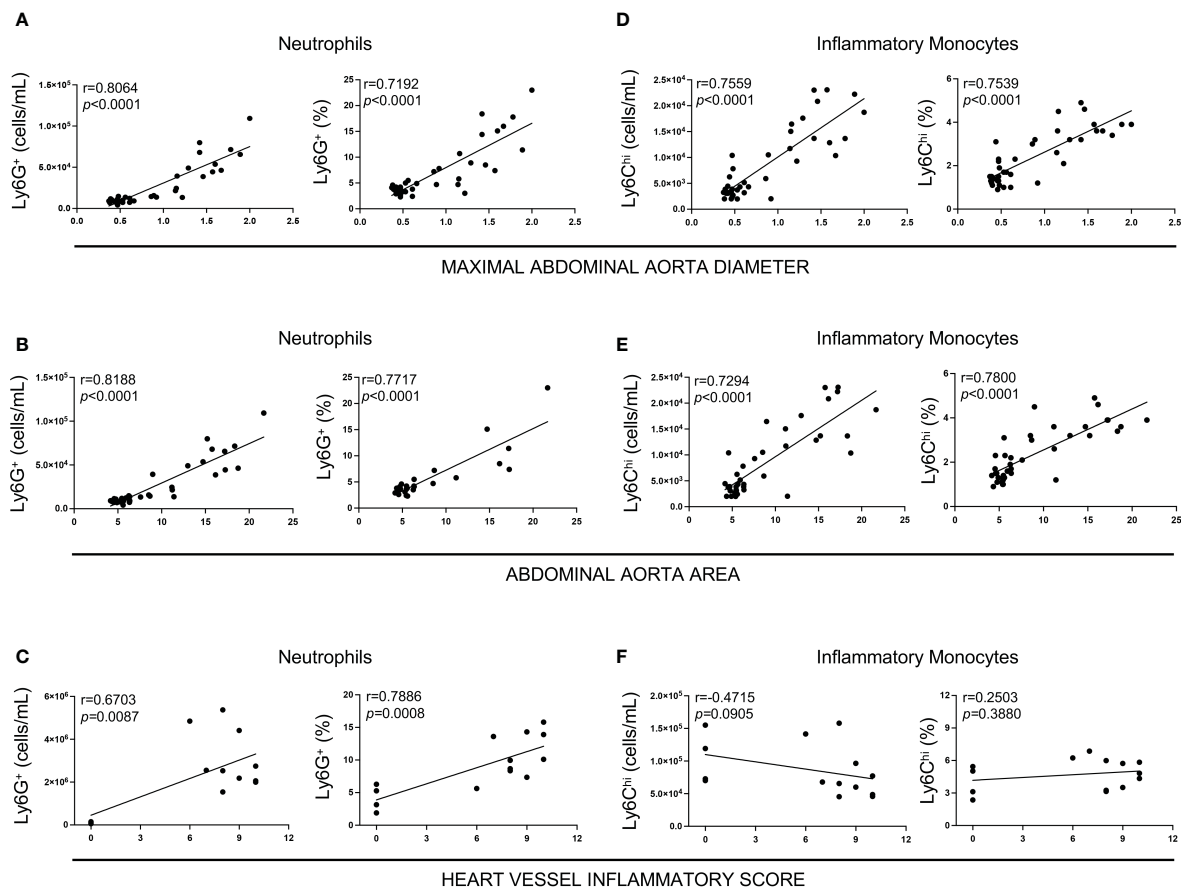 A
Neutrophils
Ly6G⁺ (cells/mL)
1.5×10⁵
1.0×10⁵
5.0×10⁴
0.0
r=0.8064
p<0.0001
0.0 0.5 1.0 1.5 2.0 2.5
Ly6G⁺ (%)
25
20
15
10
5
0
r=0.7192
p<0.0001
0.0 0.5 1.0 1.5 2.0 2.5
D
Inflammatory Monocytes
Ly6Cʰⁱ (cells/mL)
2.5×10⁴
2.0×10⁴
1.5×10⁴
1.0×10⁴
5.0×10³
0.0
r=0.7559
p<0.0001
0.0 0.5 1.0 1.5 2.0 2.5
Ly6Cʰⁱ (%)
6
4
2
0
r=0.7539
p<0.0001
0.0 0.5 1.0 1.5 2.0 2.5
MAXIMAL ABDOMINAL AORTA DIAMETER
B
Neutrophils
Ly6G⁺ (cells/mL)
1.5×10⁵
1.0×10⁵
5.0×10⁴
0.0
r=0.8188
p<0.0001
0 5 10 15 20 25
Ly6G⁺ (%)
25
20
15
10
5
0
r=0.7717
p<0.0001
0 5 10 15 20 25
E
Inflammatory Monocytes
Ly6Cʰⁱ (cells/mL)
2.5×10⁴
2.0×10⁴
1.5×10⁴
1.0×10⁴
5.0×10³
0.0
r=0.7294
p<0.0001
0 5 10 15 20 25
Ly6Cʰⁱ (%)
6
4
2
0
r=0.7800
p<0.0001
0 5 10 15 20 25
ABDOMINAL AORTA AREA
C
Neutrophils
Ly6G⁺ (cells/mL)
6×10⁶
4×10⁶
2×10⁶
0
r=0.6703
p=0.0087
0 3 6 9 12
Ly6G⁺ (%)
20
15
10
5
0
r=0.7886
p=0.0008
0 3 6 9 12
F
Inflammatory Monocytes
Ly6Cʰⁱ (cells/mL)
2.0×10⁵
1.5×10⁵
1.0×10⁵
5.0×10⁴
0.0
r=-0.4715
p=0.0905
0 3 6 9 12
Ly6Cʰⁱ (%)
12
9
6
3
0
r=0.2503
p=0.3880
0 3 6 9 12
HEART VESSEL INFLAMMATORY SCORE